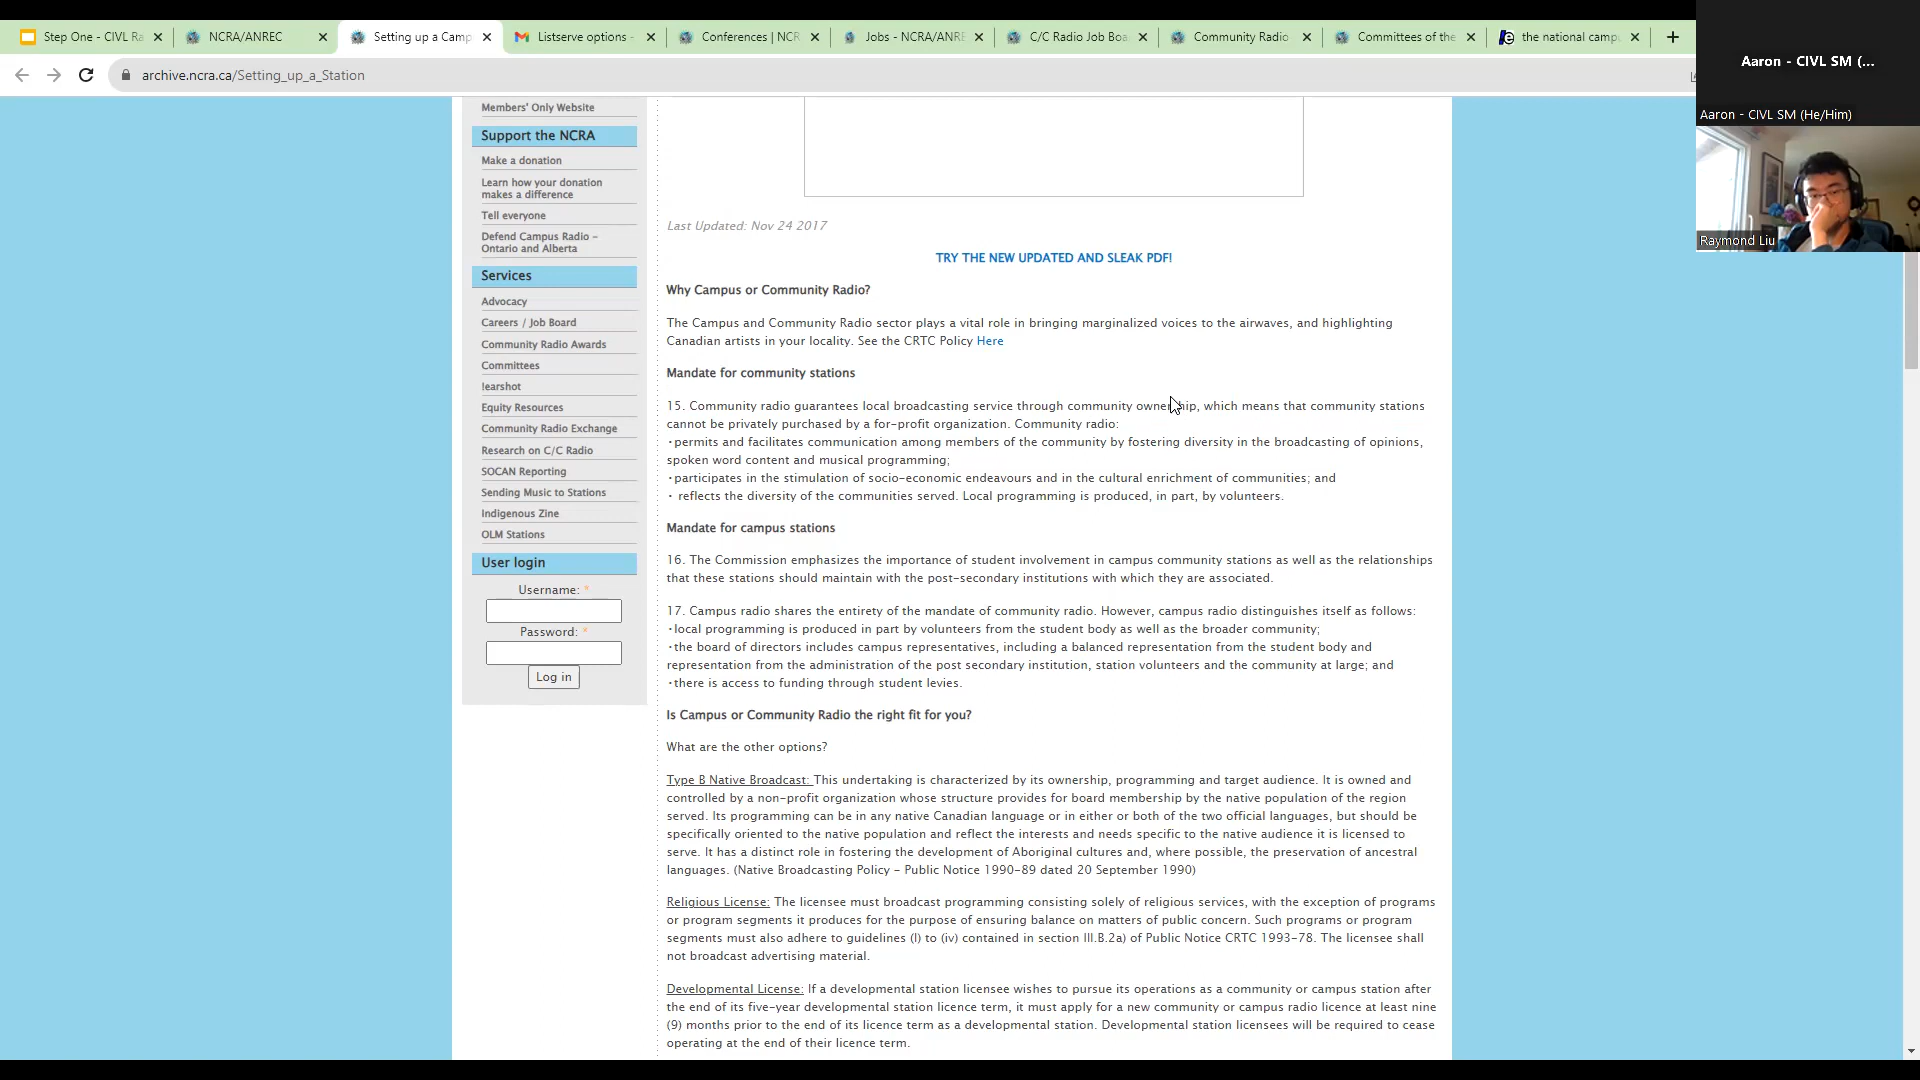 Step One - CIVL Ra
NCRA/ANREC
Setting up a Camp
Listserve options -
Conferences | NCR
Jobs - NCRA/ANRE
C/C Radio Job Boa
Community Radio
Committees of the
the national camp
archive.ncra.ca/Setting_up_a_Station
Aaron - CIVL SM (...
Aaron - CIVL SM (He/Him)
Raymond Liu
Members' Only Website
Support the NCRA
Make a donation
Learn how your donation
makes a difference
Tell everyone
Defend Campus Radio -
Ontario and Alberta
Services
Advocacy
Careers / Job Board
Community Radio Awards
Committees
!earshot
Equity Resources
Community Radio Exchange
Research on C/C Radio
SOCAN Reporting
Sending Music to Stations
Indigenous Zine
OLM Stations
User login
Username: *
Password: *
Log in
Last Updated: Nov 24 2017
TRY THE NEW UPDATED AND SLEAK PDF!
Why Campus or Community Radio?
The Campus and Community Radio sector plays a vital role in bringing marginalized voices to the airwaves, and highlighting
Canadian artists in your locality. See the CRTC Policy Here
Mandate for community stations
15. Community radio guarantees local broadcasting service through community ownership, which means that community stations
cannot be privately purchased by a for-profit organization. Community radio:
·permits and facilitates communication among members of the community by fostering diversity in the broadcasting of opinions,
spoken word content and musical programming;
·participates in the stimulation of socio-economic endeavours and in the cultural enrichment of communities; and
· reflects the diversity of the communities served. Local programming is produced, in part, by volunteers.
Mandate for campus stations
16. The Commission emphasizes the importance of student involvement in campus community stations as well as the relationships
that these stations should maintain with the post-secondary institutions with which they are associated.
17. Campus radio shares the entirety of the mandate of community radio. However, campus radio distinguishes itself as follows:
·local programming is produced in part by volunteers from the student body as well as the broader community;
·the board of directors includes campus representatives, including a balanced representation from the student body and
representation from the administration of the post secondary institution, station volunteers and the community at large; and
·there is access to funding through student levies.
Is Campus or Community Radio the right fit for you?
What are the other options?
Type B Native Broadcast: This undertaking is characterized by its ownership, programming and target audience. It is owned and
controlled by a non-profit organization whose structure provides for board membership by the native population of the region
served. Its programming can be in any native Canadian language or in either or both of the two official languages, but should be
specifically oriented to the native population and reflect the interests and needs specific to the native audience it is licensed to
serve. It has a distinct role in fostering the development of Aboriginal cultures and, where possible, the preservation of ancestral
languages. (Native Broadcasting Policy - Public Notice 1990-89 dated 20 September 1990)
Religious License: The licensee must broadcast programming consisting solely of religious services, with the exception of programs
or program segments it produces for the purpose of ensuring balance on matters of public concern. Such programs or program
segments must also adhere to guidelines (I) to (iv) contained in section III.B.2a) of Public Notice CRTC 1993-78. The licensee shall
not broadcast advertising material.
Developmental License: If a developmental station licensee wishes to pursue its operations as a community or campus station after
the end of its five-year developmental station licence term, it must apply for a new community or campus radio licence at least nine
(9) months prior to the end of its licence term as a developmental station. Developmental station licensees will be required to cease
operating at the end of their licence term.